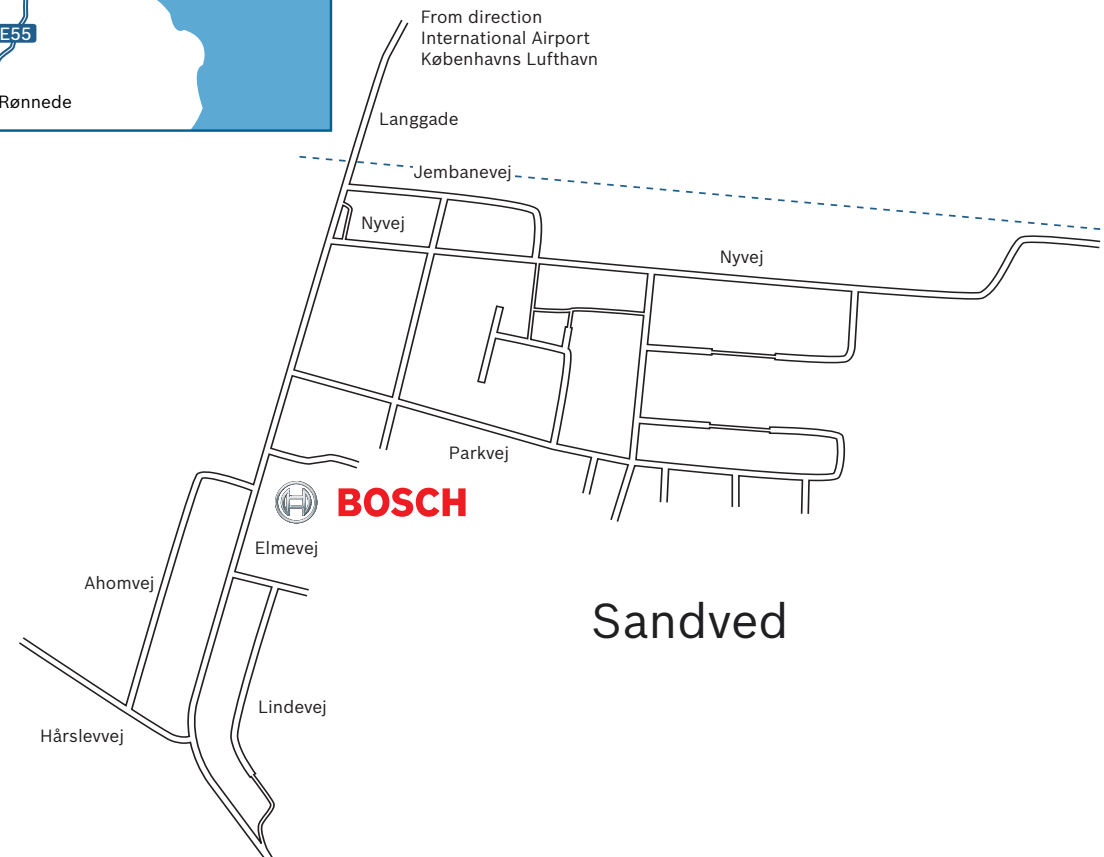 From direction
International Airport
Københavns Lufthavn
E55
Rønnede
Langgade
Jembanevej
Nyvej
Nyvej
Parkvej
BOSCH
Elmevej
Ahomvej
Sandved
Lindevej
Hårslevvej